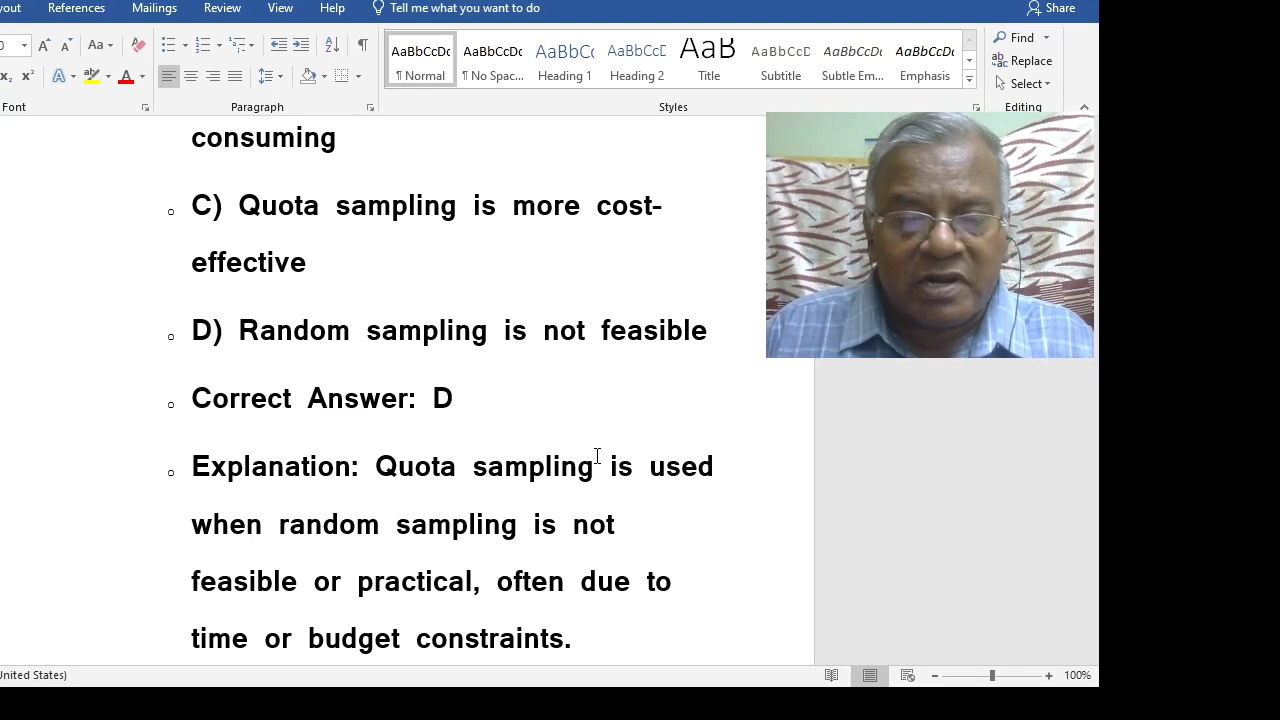 yout References Mailings Review View Help Tell me what you want to do Share
Aa
AaBbCcDc AaBbCcDc AaBbCc AaBbCcD AaB AaBbCcD AaBbCcDc AaBbCcDc
¶ Normal ¶ No Spac... Heading 1 Heading 2 Title Subtitle Subtle Em... Emphasis
Find
Replace
Select
Font Paragraph Styles Editing
consuming
C) Quota sampling is more cost-
effective
D) Random sampling is not feasible
Correct Answer: D
Explanation: Quota sampling is used
when random sampling is not
feasible or practical, often due to
time or budget constraints.
United States) 100%